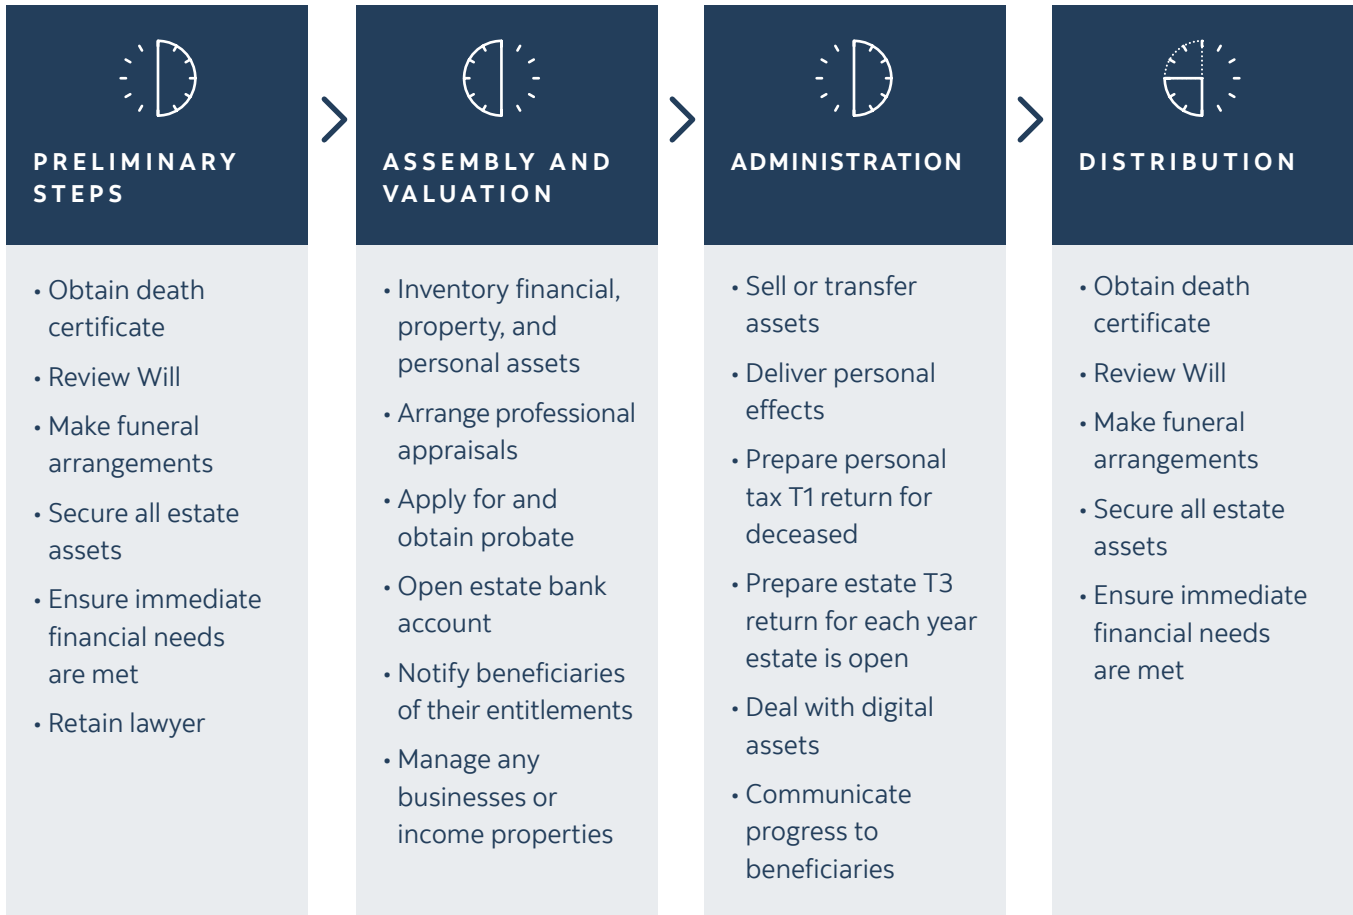 PRELIMINARY
STEPS
• Obtain death
certificate
• Review Will
• Make funeral
arrangements
• Secure all estate
assets
• Ensure immediate
financial needs
are met
• Retain lawyer
ASSEMBLY AND
VALUATION
• Inventory financial,
property, and
personal assets
• Arrange professional
appraisals
• Apply for and
obtain probate
• Open estate bank
account
• Notify beneficiaries
of their entitlements
• Manage any
businesses or
income properties
ADMINISTRATION
• Sell or transfer
assets
• Deliver personal
effects
• Prepare personal
tax T1 return for
deceased
• Prepare estate T3
return for each year
estate is open
• Deal with digital
assets
• Communicate
progress to
beneficiaries
DISTRIBUTION
• Obtain death
certificate
• Review Will
• Make funeral
arrangements
• Secure all estate
assets
• Ensure immediate
financial needs
are met